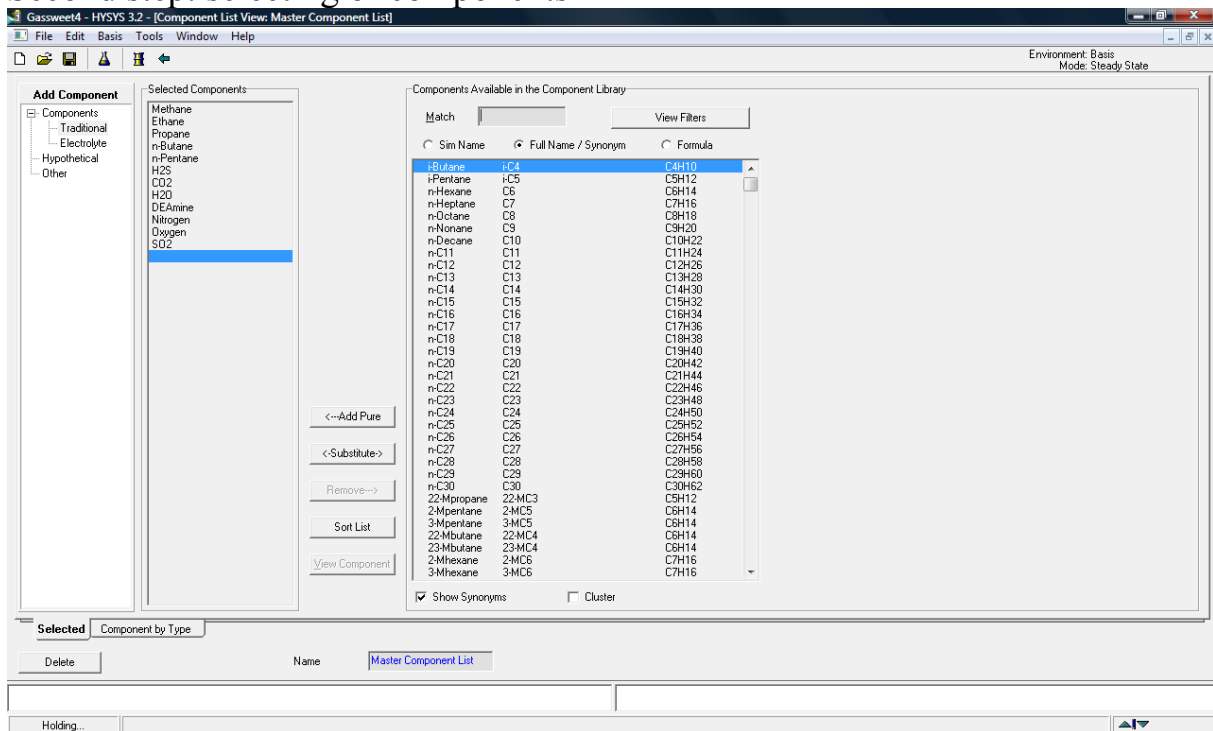 Second step: selecting of components
Gassweet4 - HYSYS 3.2 - [Component List View: Master Component List]
File Edit Basis Tools Window Help
Environment: Basis
Mode: Steady State
Add Component
Components
Traditional
Electrolyte
Hypothetical
Other
Selected Components
Methane
Ethane
Propane
n-Butane
n-Pentane
H2S
CO2
H2O
DEAmine
Nitrogen
Oxygen
SO2
<---Add Pure
<-Substitute->
Remove--->
Sort List
View Component
Components Available in the Component Library
Match View Filters
Sim Name Full Name / Synonym Formula
i-Butane i-C4 C4H10
i-Pentane i-C5 C5H12
n-Hexane C6 C6H14
n-Heptane C7 C7H16
n-Octane C8 C8H18
n-Nonane C9 C9H20
n-Decane C10 C10H22
n-C11 C11 C11H24
n-C12 C12 C12H26
n-C13 C13 C13H28
n-C14 C14 C14H30
n-C15 C15 C15H32
n-C16 C16 C16H34
n-C17 C17 C17H36
n-C18 C18 C18H38
n-C19 C19 C19H40
n-C20 C20 C20H42
n-C21 C21 C21H44
n-C22 C22 C22H46
n-C23 C23 C23H48
n-C24 C24 C24H50
n-C25 C25 C25H52
n-C26 C26 C26H54
n-C27 C27 C27H56
n-C28 C28 C28H58
n-C29 C29 C29H60
n-C30 C30 C30H62
22-Mpropane 22-MC3 C5H12
2-Mpentane 2-MC5 C6H14
3-Mpentane 3-MC5 C6H14
22-Mbutane 22-MC4 C6H14
23-Mbutane 23-MC4 C6H14
2-Mhexane 2-MC6 C7H16
3-Mhexane 3-MC6 C7H16
Show Synonyms Cluster
Selected Component by Type
Delete Name Master Component List
Holding...